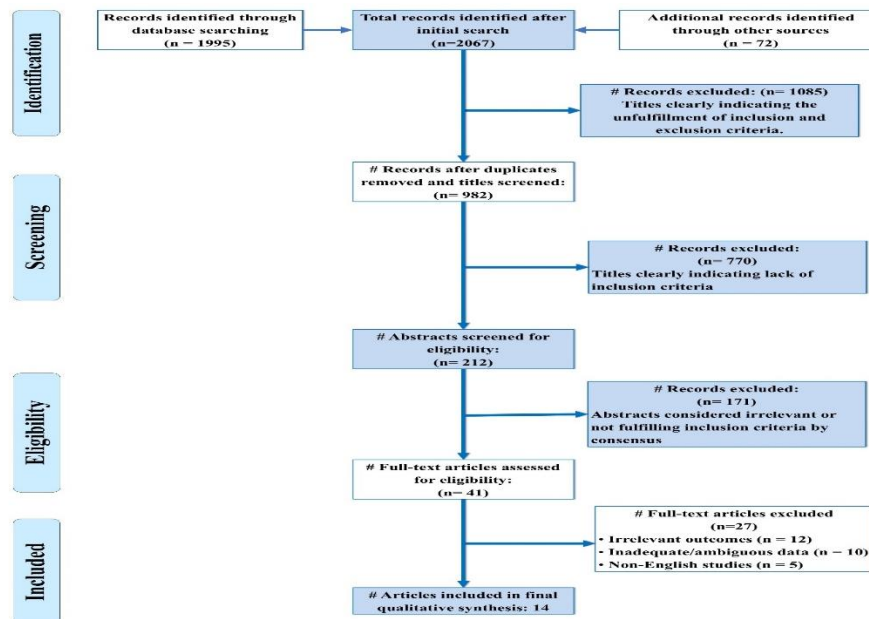 Identification
Records identified through
database searching
(n – 1995)
Total records identified after
initial search
(n=2067)
Additional records identified
through other sources
(n – 72)
# Records excluded: (n= 1085)
Titles clearly indicating the
unfulfillment of inclusion and
exclusion criteria.
Screening
# Records after duplicates
removed and titles screened:
(n= 982)
# Records excluded:
(n= 770)
Titles clearly indicating lack of
inclusion criteria
# Abstracts screened for
eligibility:
(n= 212)
Eligibility
# Records excluded:
(n= 171)
Abstracts considered irrelevant or
not fulfilling inclusion criteria by
consensus
# Full-text articles assessed
for eligibility:
(n= 41)
Included
# Full-text articles excluded
(n=27)
• Irrelevant outcomes (n = 12)
• Inadequate/ambiguous data (n – 10)
• Non-English studies (n = 5)
# Articles included in final
qualitative synthesis: 14